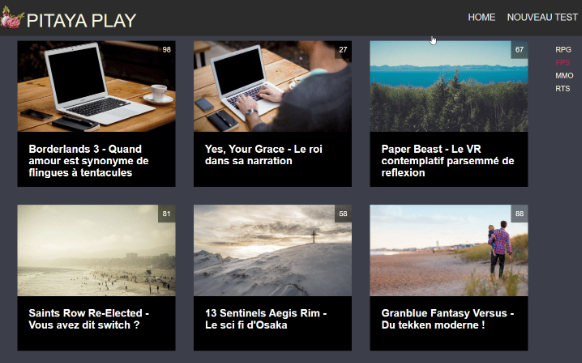 PITAYA PLAY
HOME
NOUVEAU TEST
98
27
67
RPG
FPS
MMO
RTS
Borderlands 3 - Quand
amour est synonyme de
flingues à tentacules
Yes, Your Grace - Le roi
dans sa narration
Paper Beast - Le VR
contemplatif parsemmé de
reflexion
81
58
88
Saints Row Re-Elected -
Vous avez dit switch ?
13 Sentinels Aegis Rim -
Le sci fi d'Osaka
Granblue Fantasy Versus -
Du tekken moderne !